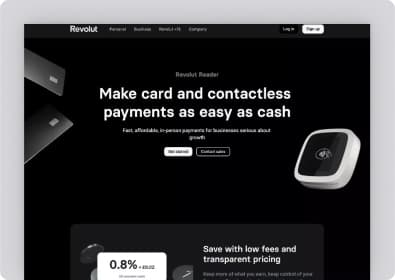 Revolut Personal Business Revolut <18 Company Log in Sign up
Revolut Reader
Make card and contactless
payments as easy as cash
Fast, affordable, in-person payments for businesses serious about
growth
Get started Contact sales
Save with low fees and
transparent pricing
0.8% + £0.02
Keep more of what you earn, keep control of your